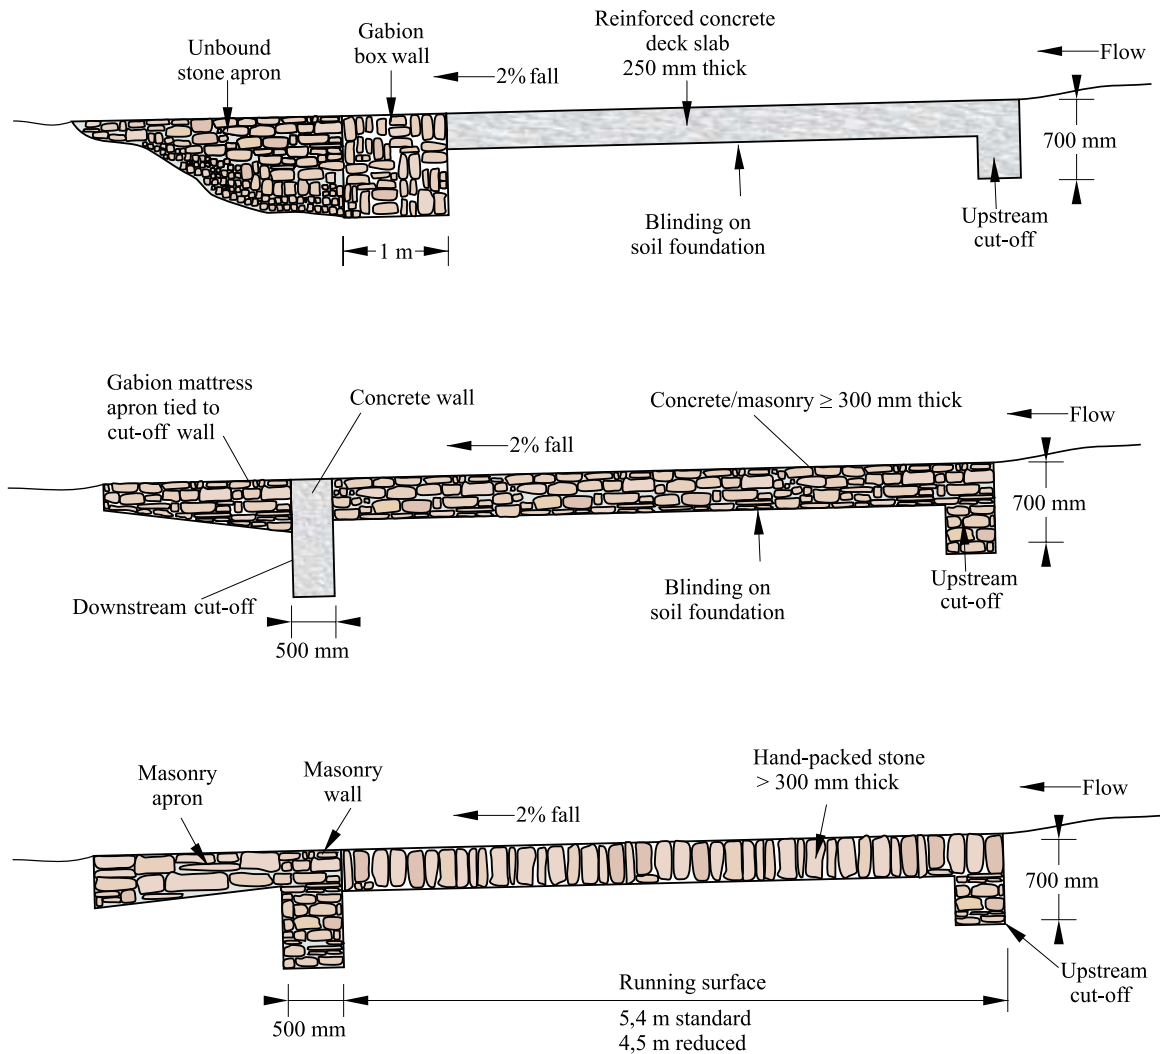 Unbound
stone apron
Gabion
box wall
2% fall
Reinforced concrete
deck slab
250 mm thick
Flow
700 mm
1 m
Blinding on
soil foundation
Upstream
cut-off
Gabion mattress
apron tied to
cut-off wall
Concrete wall
2% fall
Concrete/masonry ≥ 300 mm thick
Flow
700 mm
Downstream cut-off
500 mm
Blinding on
soil foundation
Upstream
cut-off
Masonry
apron
Masonry
wall
2% fall
Hand-packed stone
> 300 mm thick
Flow
700 mm
500 mm
Running surface
5,4 m standard
4,5 m reduced
Upstream
cut-off